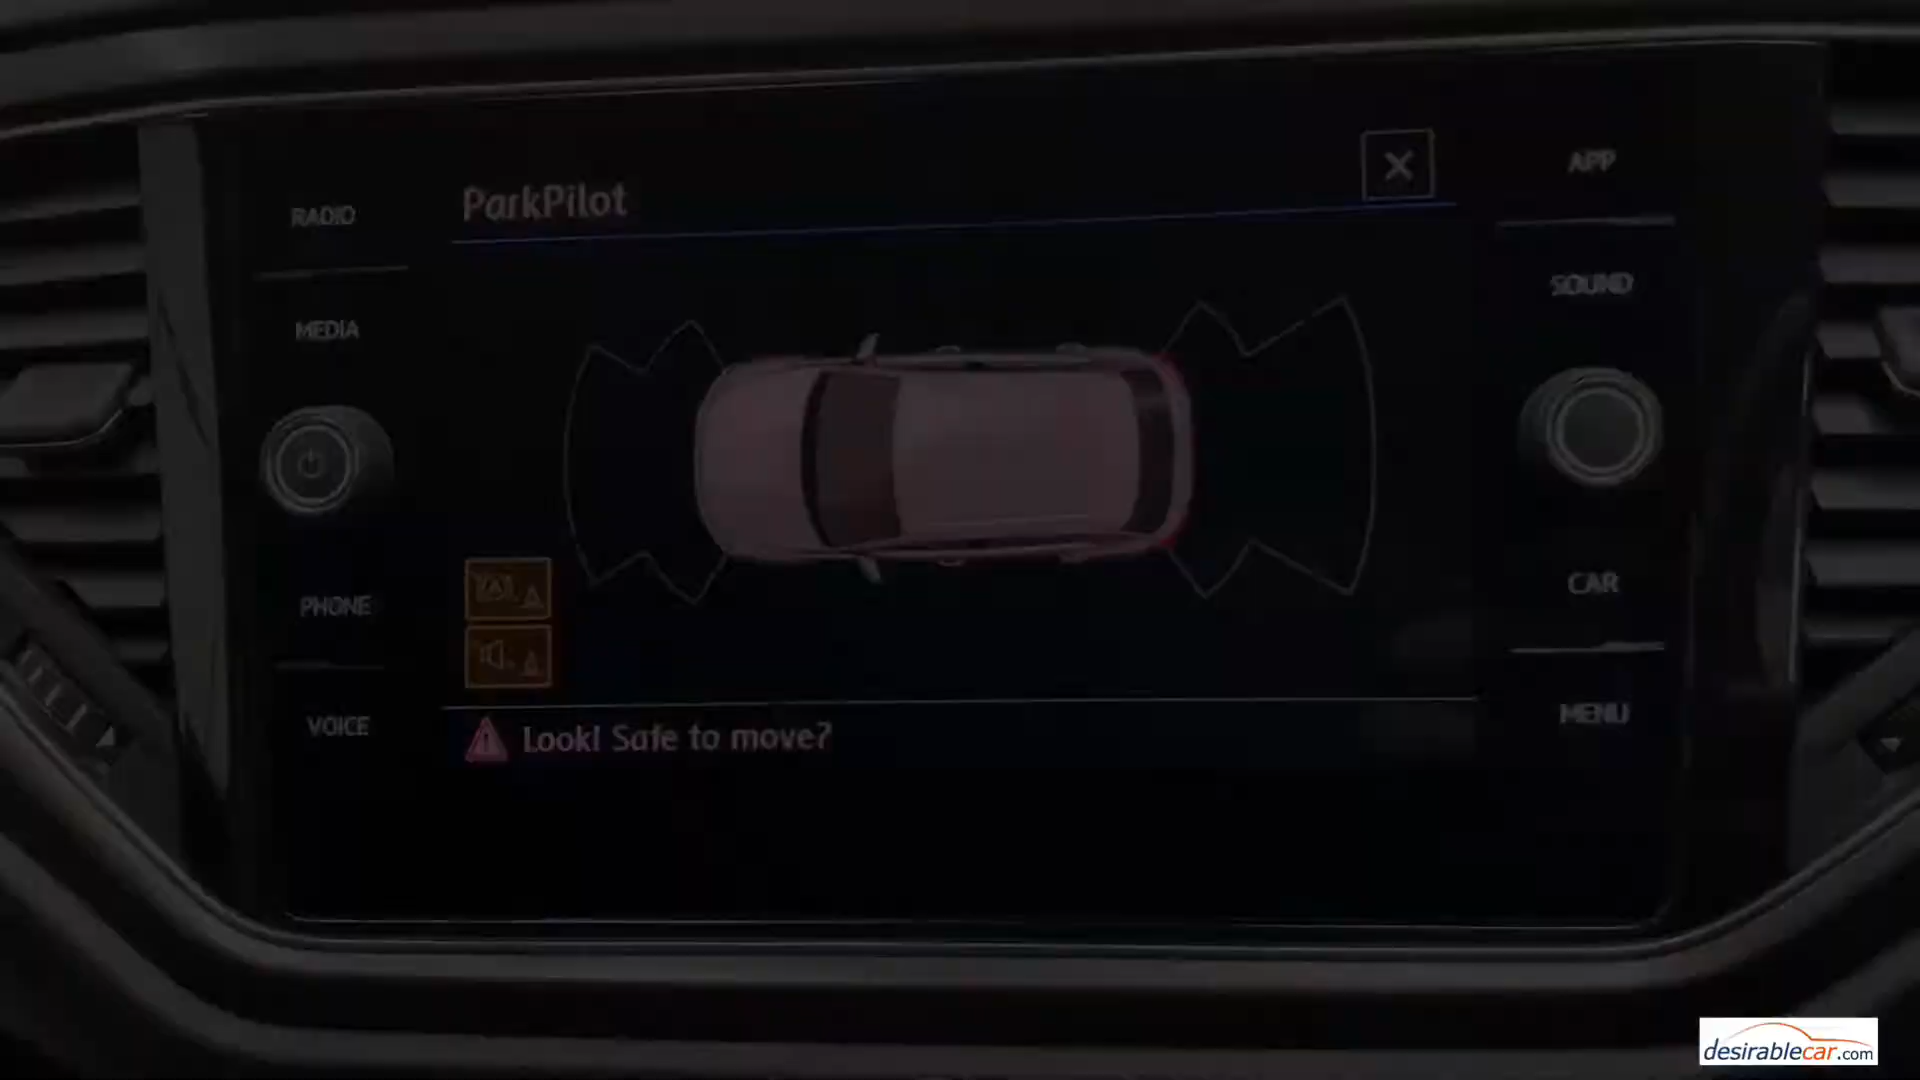 ParkPilot
RADIO
MEDIA
PHONE
VOICE
APP
SOUND
CAR
MENU
Look! Safe to move?
desirablecar.com